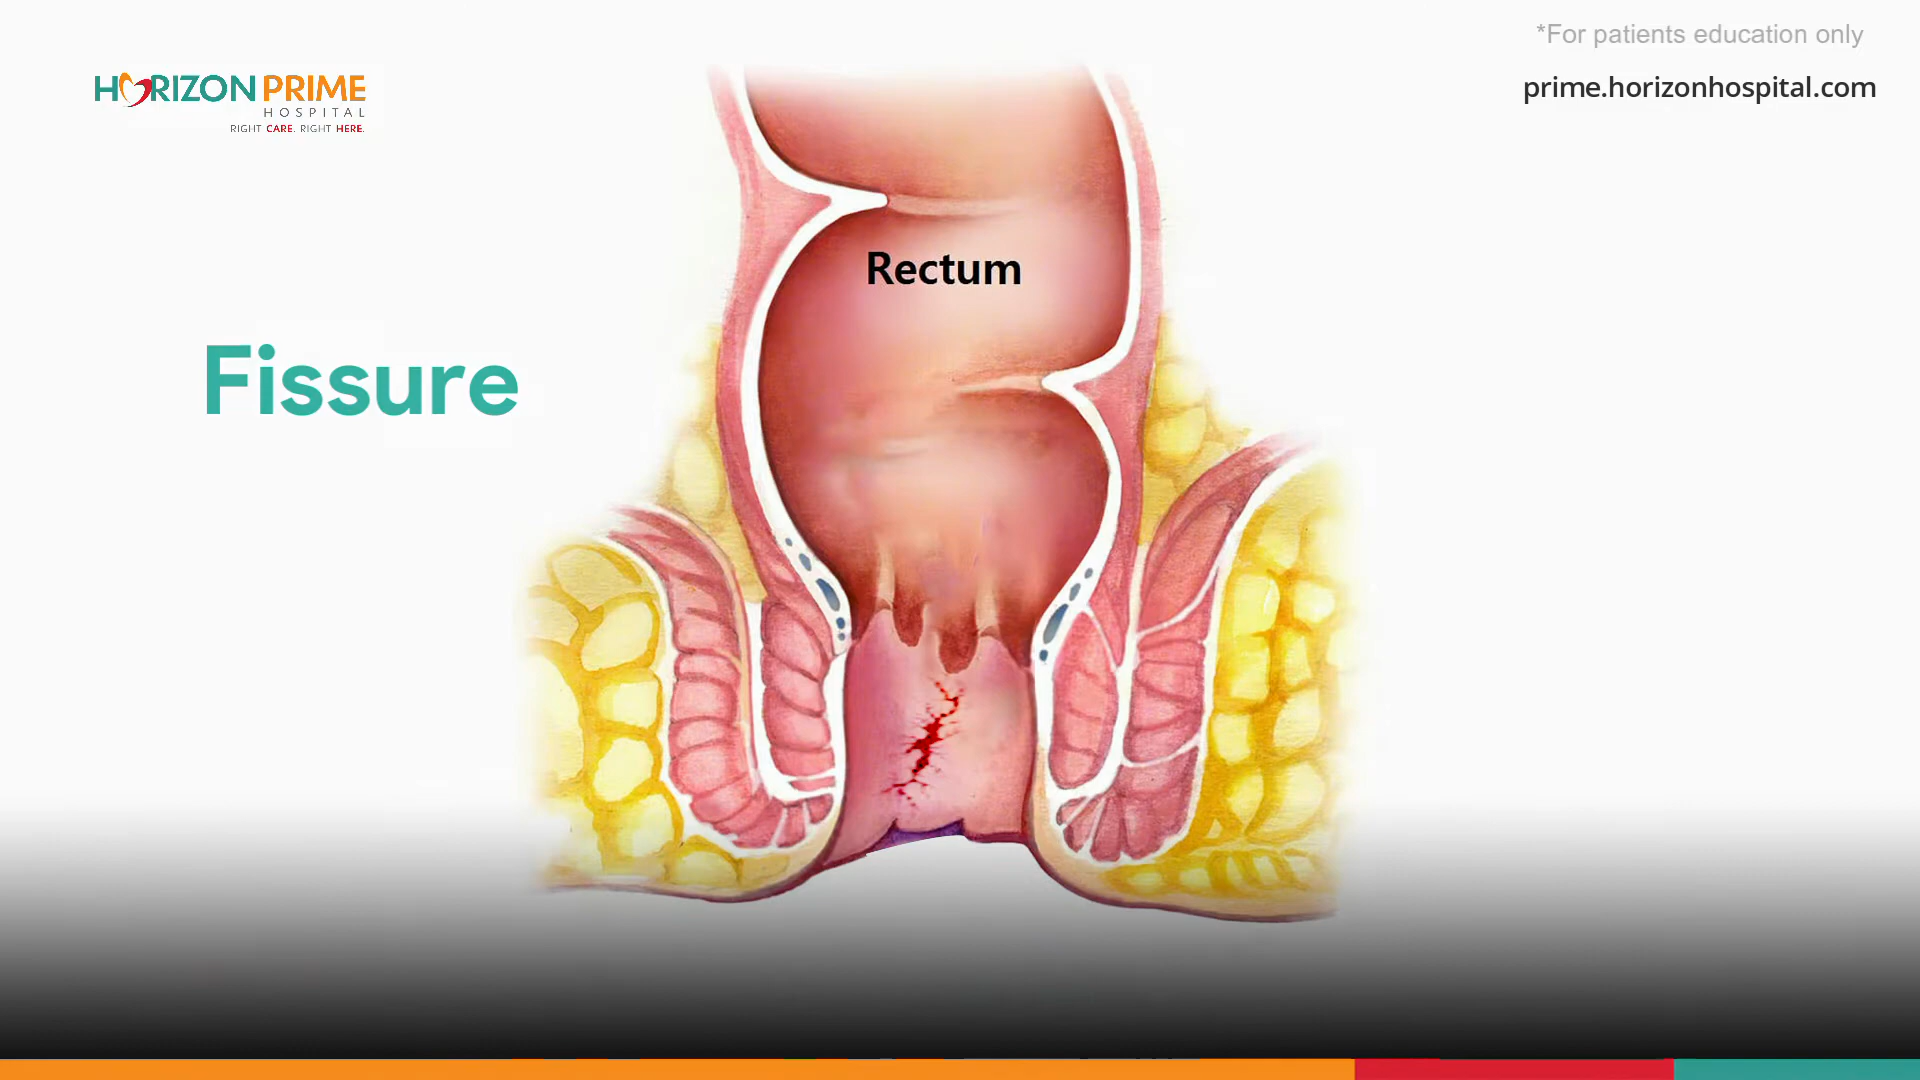 HORIZON PRIME
HOSPITAL
RIGHT CARE. RIGHT HERE.
*For patients education only
prime.horizonhospital.com
Rectum
Fissure